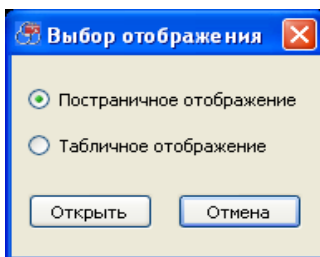 Выбор отображения
Постраничное отображение
Табличное отображение
Открыть Отмена